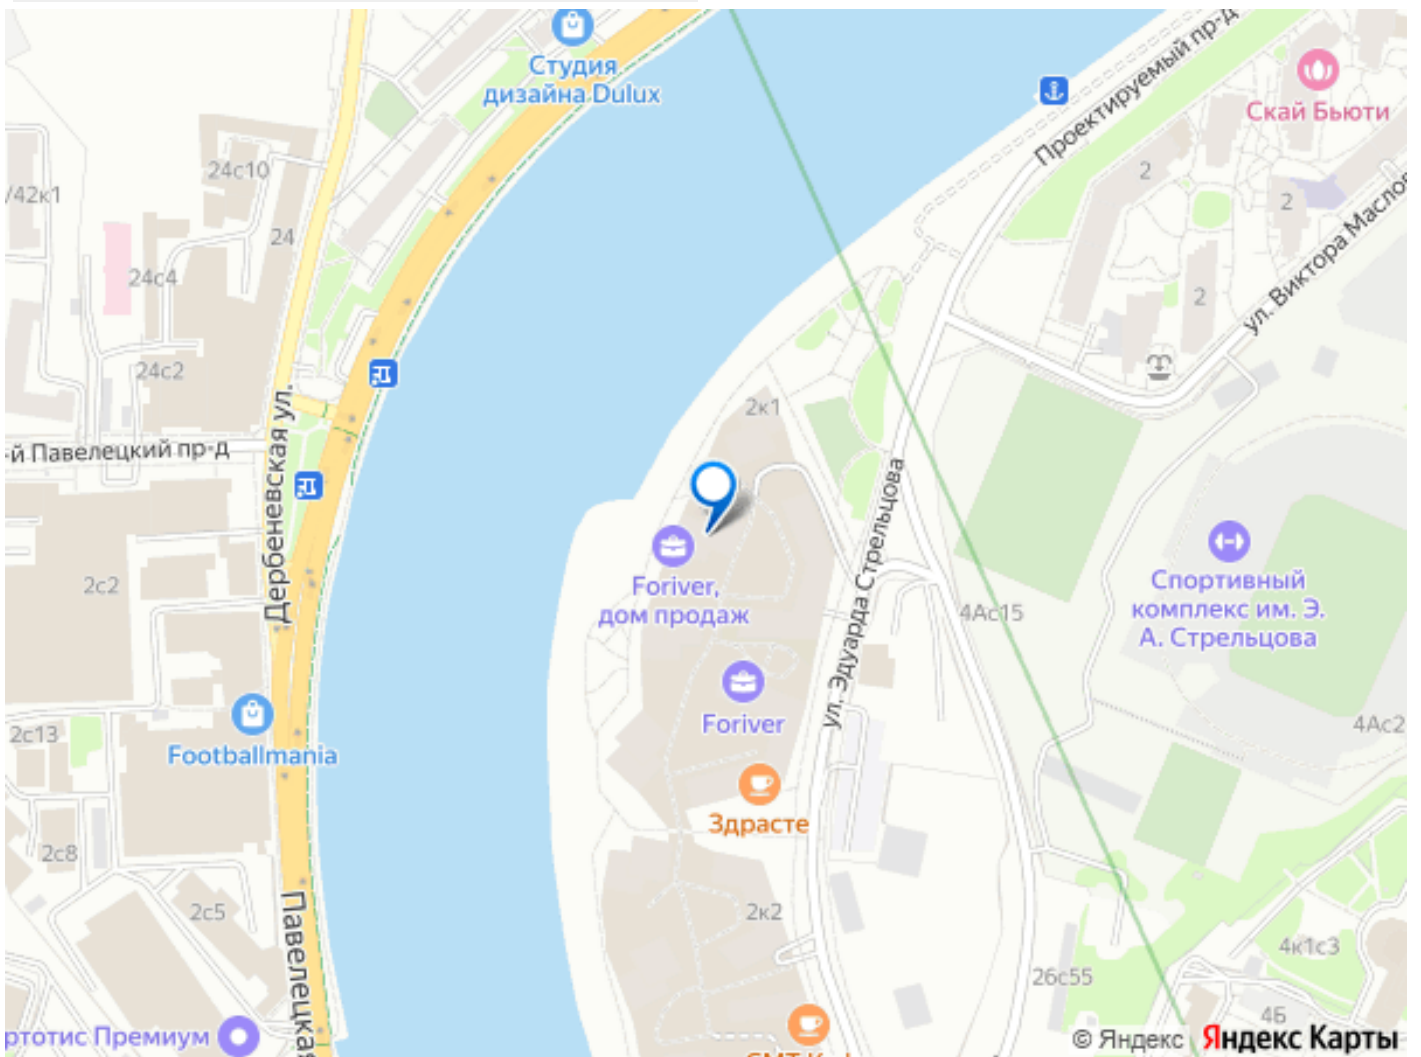 Студия
дизайна Dulux
Скай Бьюти
Проектируемый пр-д
24с10
/42к1
2
2
24
ул. Виктора Маслов
24с4
2
24с2
2к1
Дербеневская ул.
-й Павелецкий пр-д
ул. Эдуарда Стрельцова
Foriver,
дом продаж
Спортивный
комплекс им. Э.
А. Стрельцова
2с2
4Ас15
Foriver
2с13
4Ас2
Footballmania
Здрасте
2с8
2с5
2к2
Павелецкая
4к1с3
26с55
4Б
ртотис Премиум
© Яндекс
Яндекс Карты